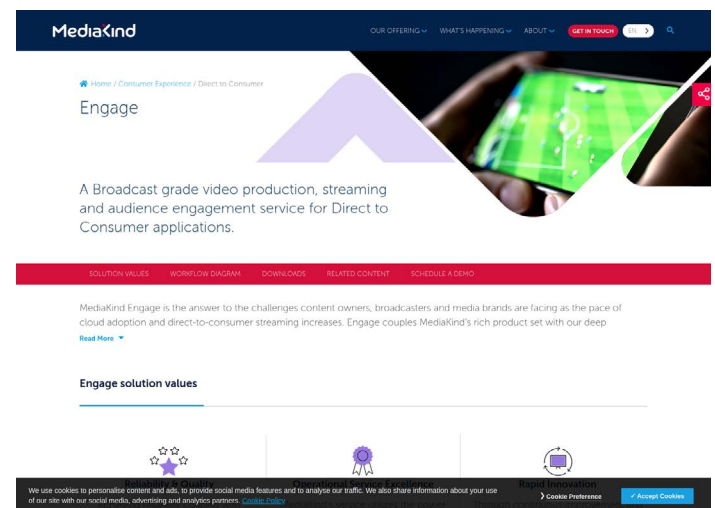 MediaKind
OUR OFFERING
WHAT'S HAPPENING
ABOUT
GET IN TOUCH
EN
Home / Consumer Experience / Direct to Consumer
Engage
A Broadcast grade video production, streaming
and audience engagement service for Direct to
Consumer applications.
SOLUTION VALUES
WORKFLOW DIAGRAM
DOWNLOADS
RELATED CONTENT
SCHEDULE A DEMO
MediaKind Engage is the answer to the challenges content owners, broadcasters and media brands are facing as the pace of
cloud adoption and direct-to-consumer streaming increases. Engage couples MediaKind's rich product set with our deep
Read More
Engage solution values
Reliability & Quality
Operational Service Excellence
Rapid Innovation
We use cookies to personalise content and ads, to provide social media features and to analyse our traffic. We also share information about your use
of our site with our social media, advertising and analytics partners. Cookie Policy
Cookie Preference
✓ Accept Cookies